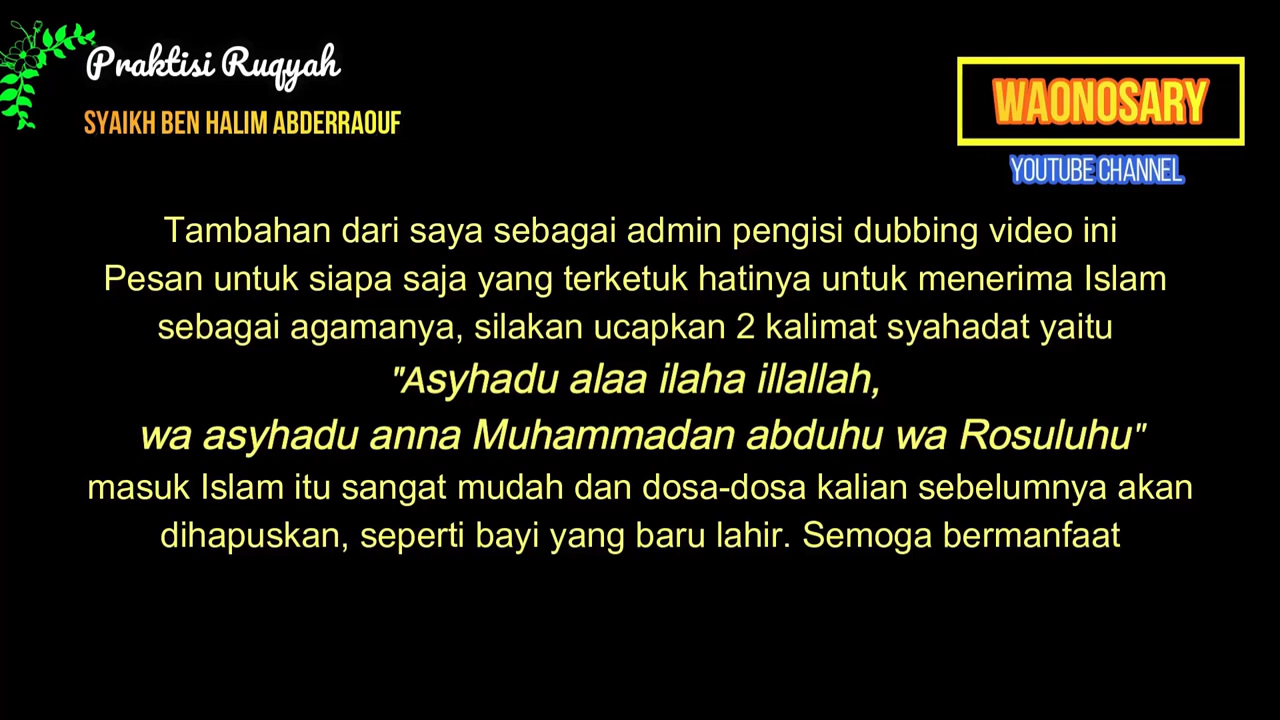 Praktisi Ruqyah
SYAIKH BEN HALIM ABDERRAOUF
WAONOSARY
YOUTUBE CHANNEL
Tambahan dari saya sebagai admin pengisi dubbing video ini
Pesan untuk siapa saja yang terketuk hatinya untuk menerima Islam
sebagai agamanya, silakan ucapkan 2 kalimat syahadat yaitu
"Asyhadu alaa ilaha illallah,
wa asyhadu anna Muhammadan abduhu wa Rosuluhu"
masuk Islam itu sangat mudah dan dosa-dosa kalian sebelumnya akan
dihapuskan, seperti bayi yang baru lahir. Semoga bermanfaat